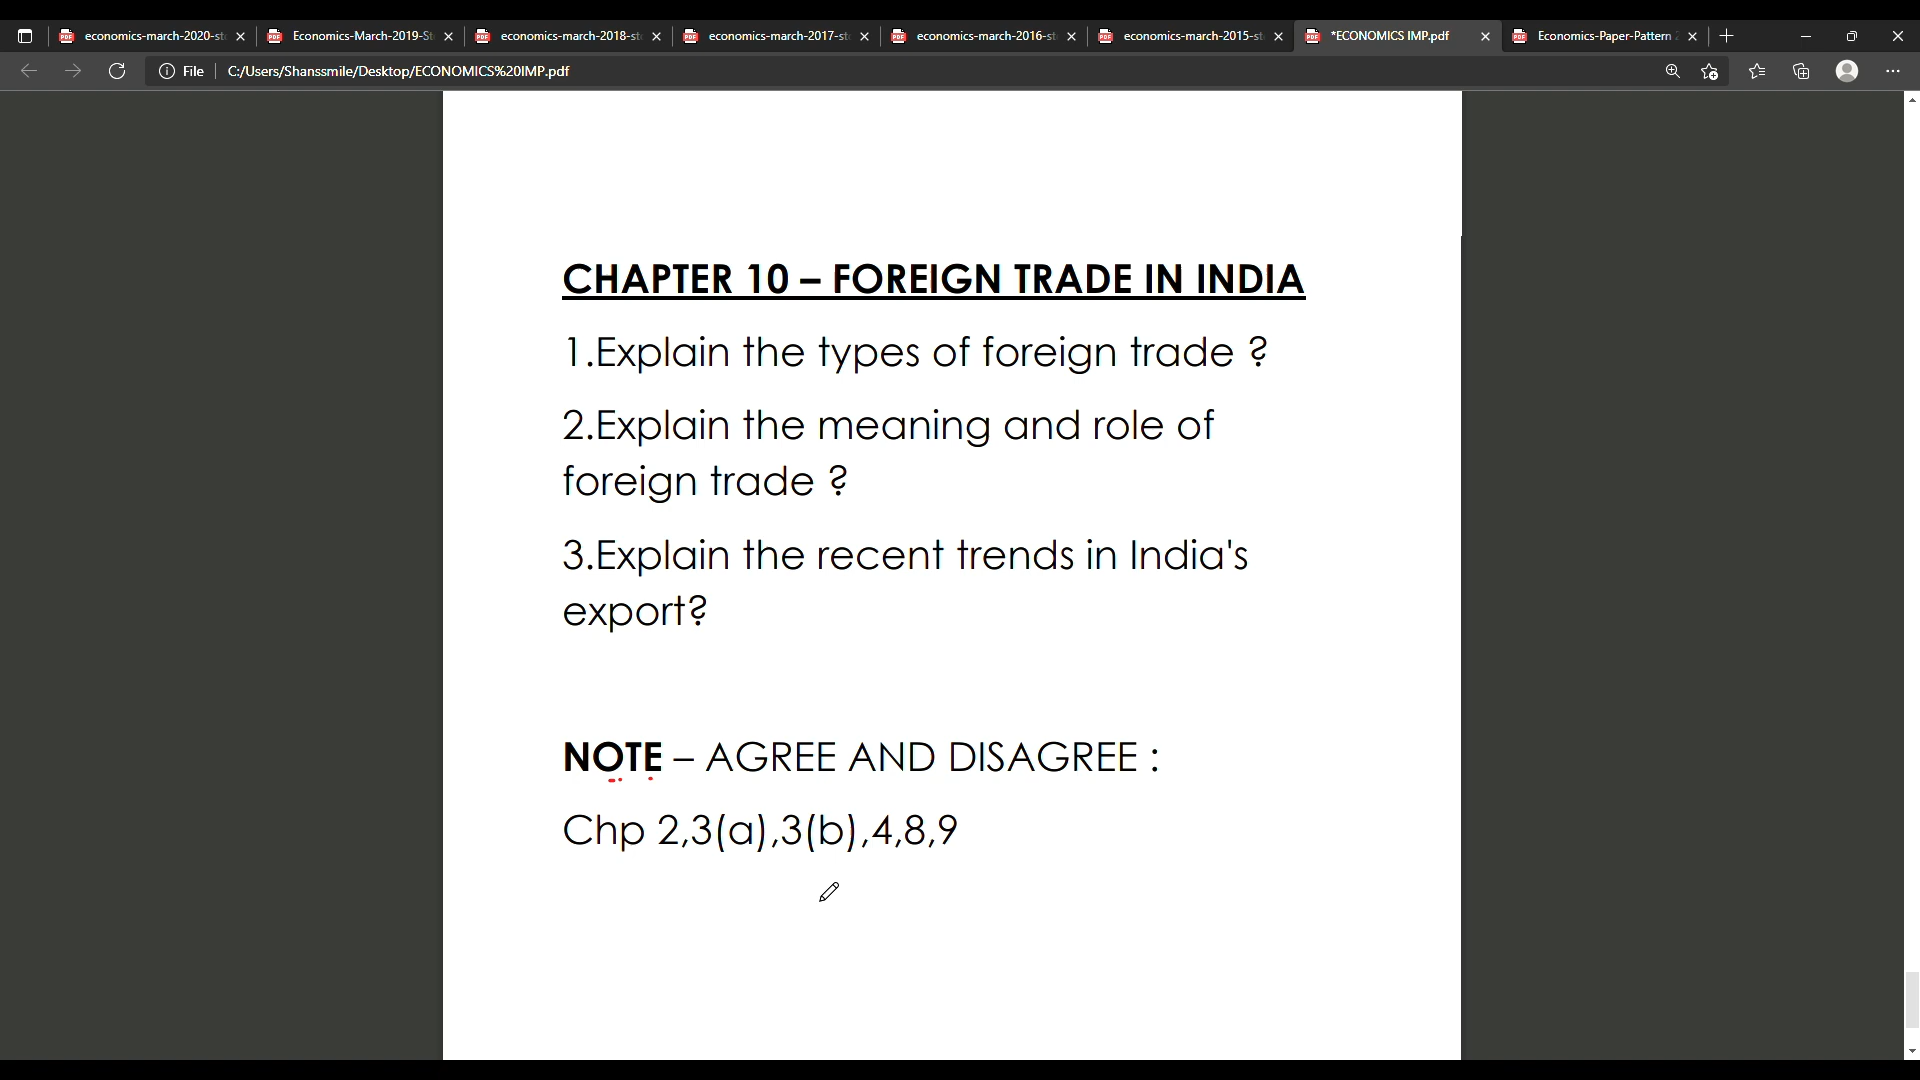 economics-march-2020-st
Economics-March-2019-S
economics-march-2018-st
economics-march-2017-st
economics-march-2016-st
economics-march-2015-st
*ECONOMICS IMP.pdf
Economics-Paper-Pattern
File
C:/Users/Shanssmile/Desktop/ECONOMICS%20IMP.pdf
CHAPTER 10 – FOREIGN TRADE IN INDIA
1.Explain the types of foreign trade ?
2.Explain the meaning and role of
foreign trade ?
3.Explain the recent trends in India's
export?
NOTE – AGREE AND DISAGREE :
Chp 2,3(a),3(b),4,8,9